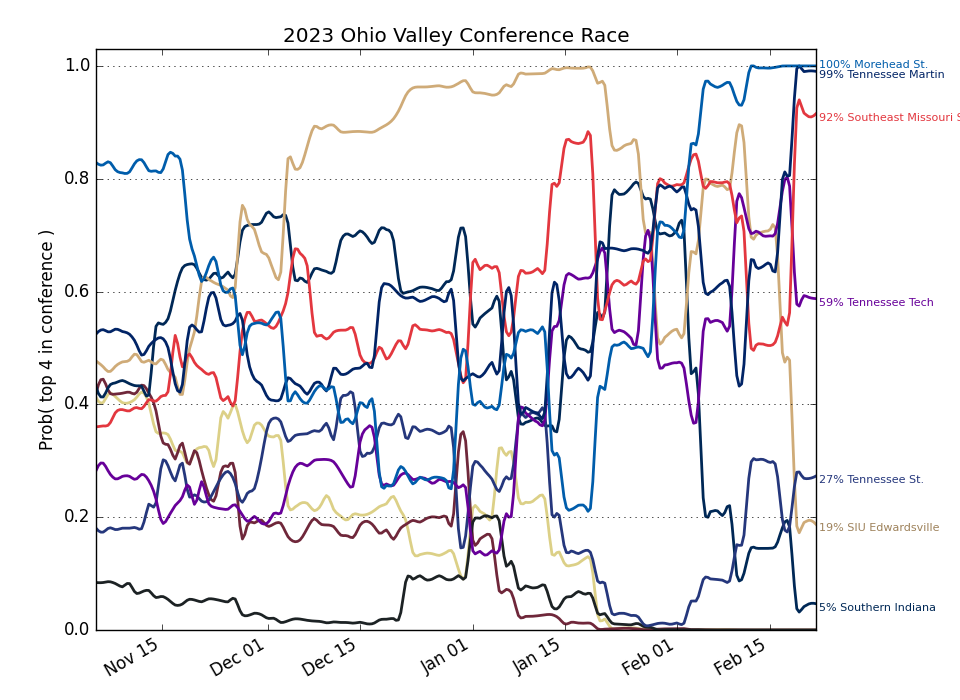 2023 Ohio Valley Conference Race
Prob( top 4 in conference )
1.0
0.8
0.6
0.4
0.2
0.0
Nov 15
Dec 01
Dec 15
Jan 01
Jan 15
Feb 01
Feb 15
100% Morehead St.
99% Tennessee Martin
92% Southeast Missouri S
59% Tennessee Tech
27% Tennessee St.
19% SIU Edwardsville
5% Southern Indiana